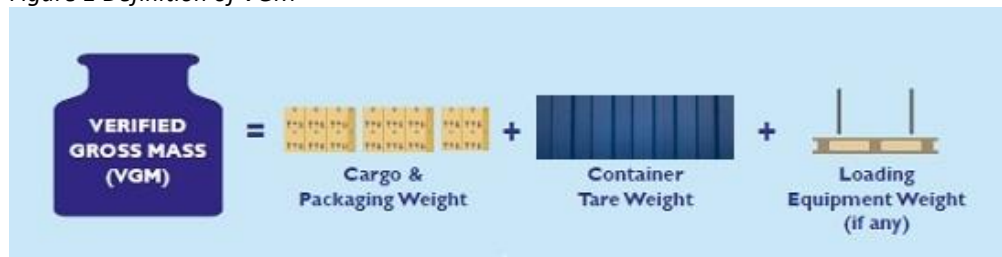 VERIFIED
GROSS MASS
(VGM)
=
+
+
Cargo &
Packaging Weight
Container
Tare Weight
Loading
Equipment Weight
(if any)